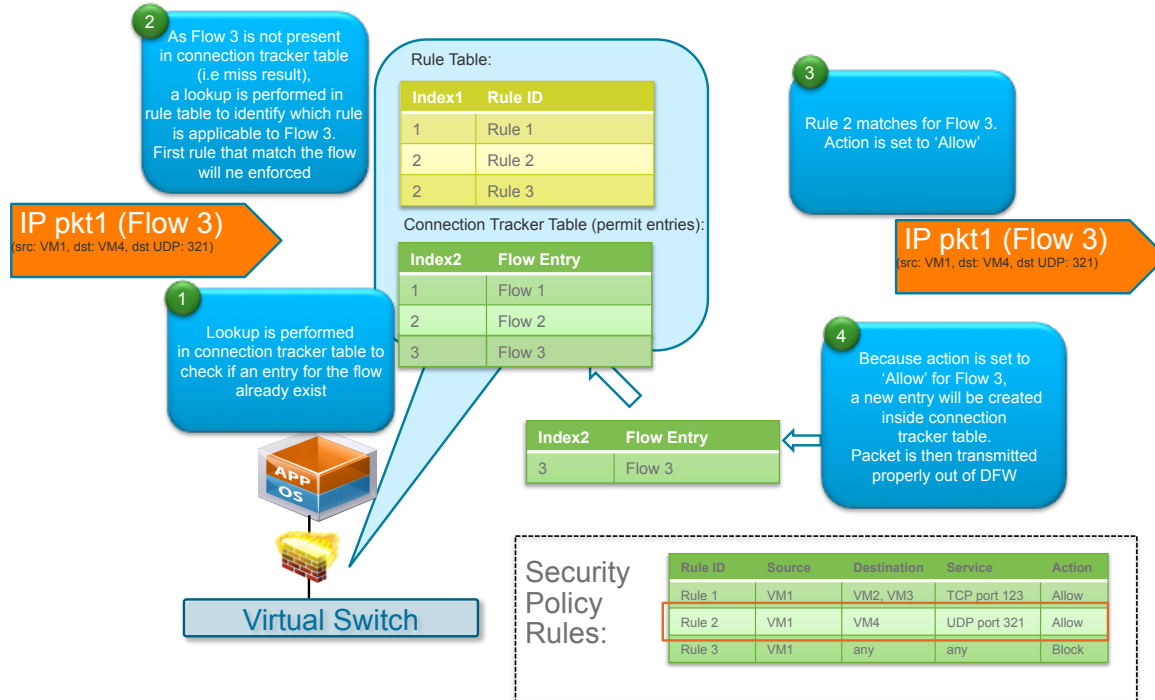 2
As Flow 3 is not present
in connection tracker table
(i.e miss result),
a lookup is performed in
rule table to identify which rule
is applicable to Flow 3.
First rule that match the flow
will ne enforced
Rule Table:
Index1 Rule ID
1 Rule 1
2 Rule 2
2 Rule 3
3
Rule 2 matches for Flow 3.
Action is set to ‘Allow’
IP pkt1 (Flow 3)
(src: VM1, dst: VM4, dst UDP: 321)
Connection Tracker Table (permit entries):
Index2 Flow Entry
1 Flow 1
2 Flow 2
3 Flow 3
IP pkt1 (Flow 3)
(src: VM1, dst: VM4, dst UDP: 321)
1
Lookup is performed
in connection tracker table to
check if an entry for the flow
already exist
4
Because action is set to
‘Allow’ for Flow 3,
a new entry will be created
inside connection
tracker table.
Packet is then transmitted
properly out of DFW
Index2 Flow Entry
3 Flow 3
APP
OS
Virtual Switch
Security
Policy
Rules:
Rule ID Source Destination Service Action
Rule 1 VM1 VM2, VM3 TCP port 123 Allow
Rule 2 VM1 VM4 UDP port 321 Allow
Rule 3 VM1 any any Block